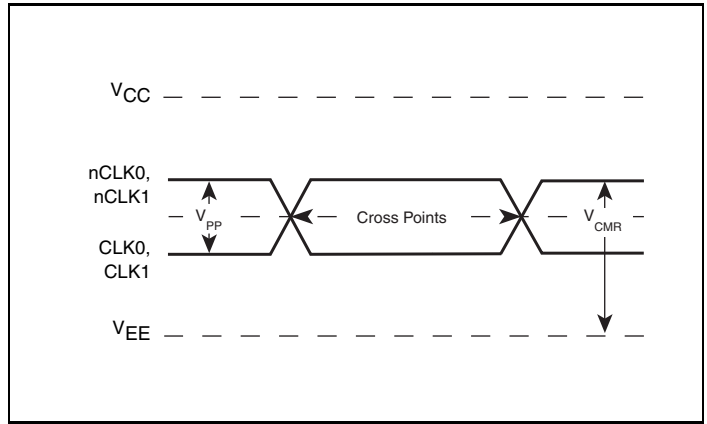 VCC
nCLK0,
nCLK1
VPP
Cross Points
VCMR
CLK0,
CLK1
VEE